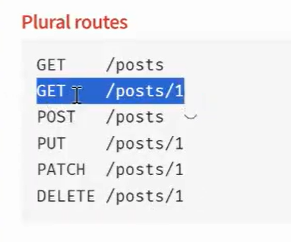 Plural routes
GET /posts
GET /posts/1
POST /posts
PUT /posts/1
PATCH /posts/1
DELETE /posts/1